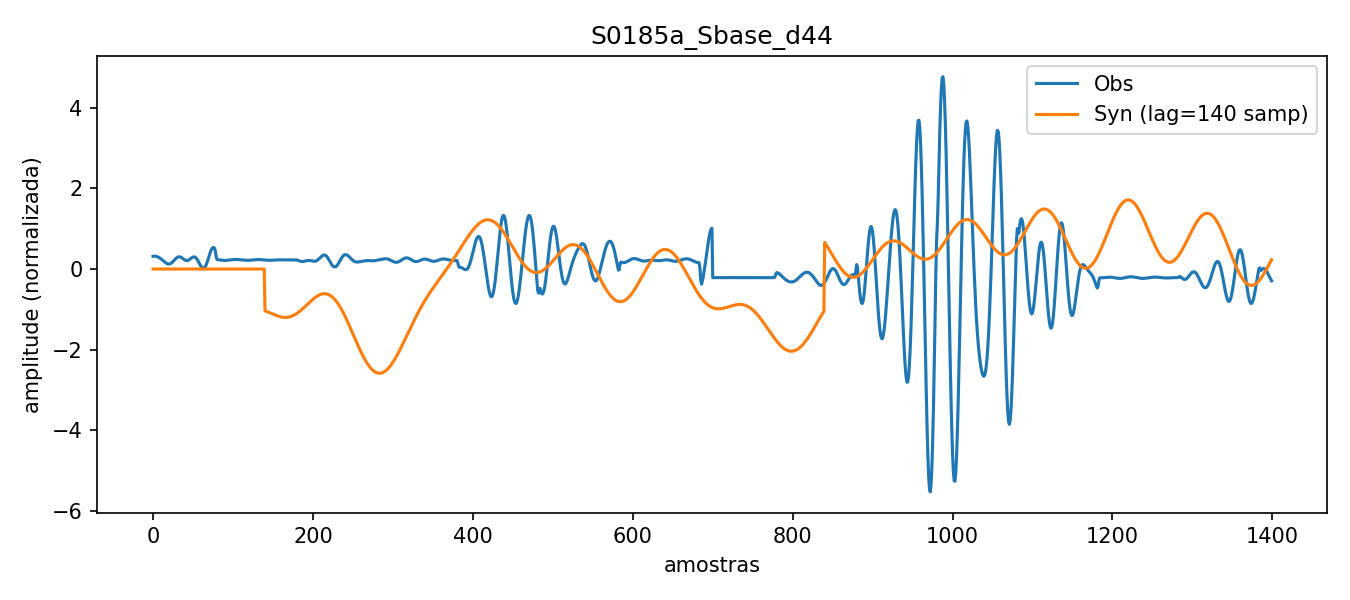 S0185a_Sbase_d44
Obs
Syn (lag=140 samp)
amplitude (normalizada)
4
2
0
−2
−4
−6
0 200 400 600 800 1000 1200 1400
amostras